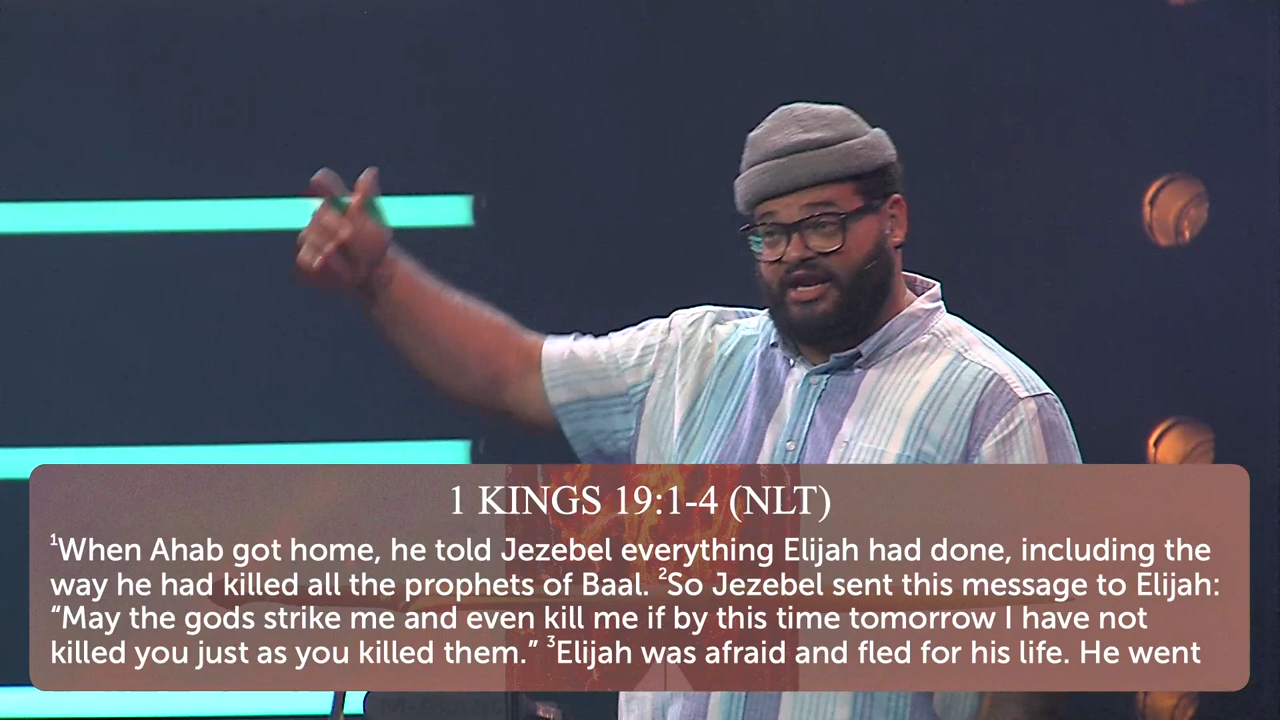 1 KINGS 19:1-4 (NLT)
¹When Ahab got home, he told Jezebel everything Elijah had done, including the
way he had killed all the prophets of Baal. ²So Jezebel sent this message to Elijah:
“May the gods strike me and even kill me if by this time tomorrow I have not
killed you just as you killed them.” ³Elijah was afraid and fled for his life. He went